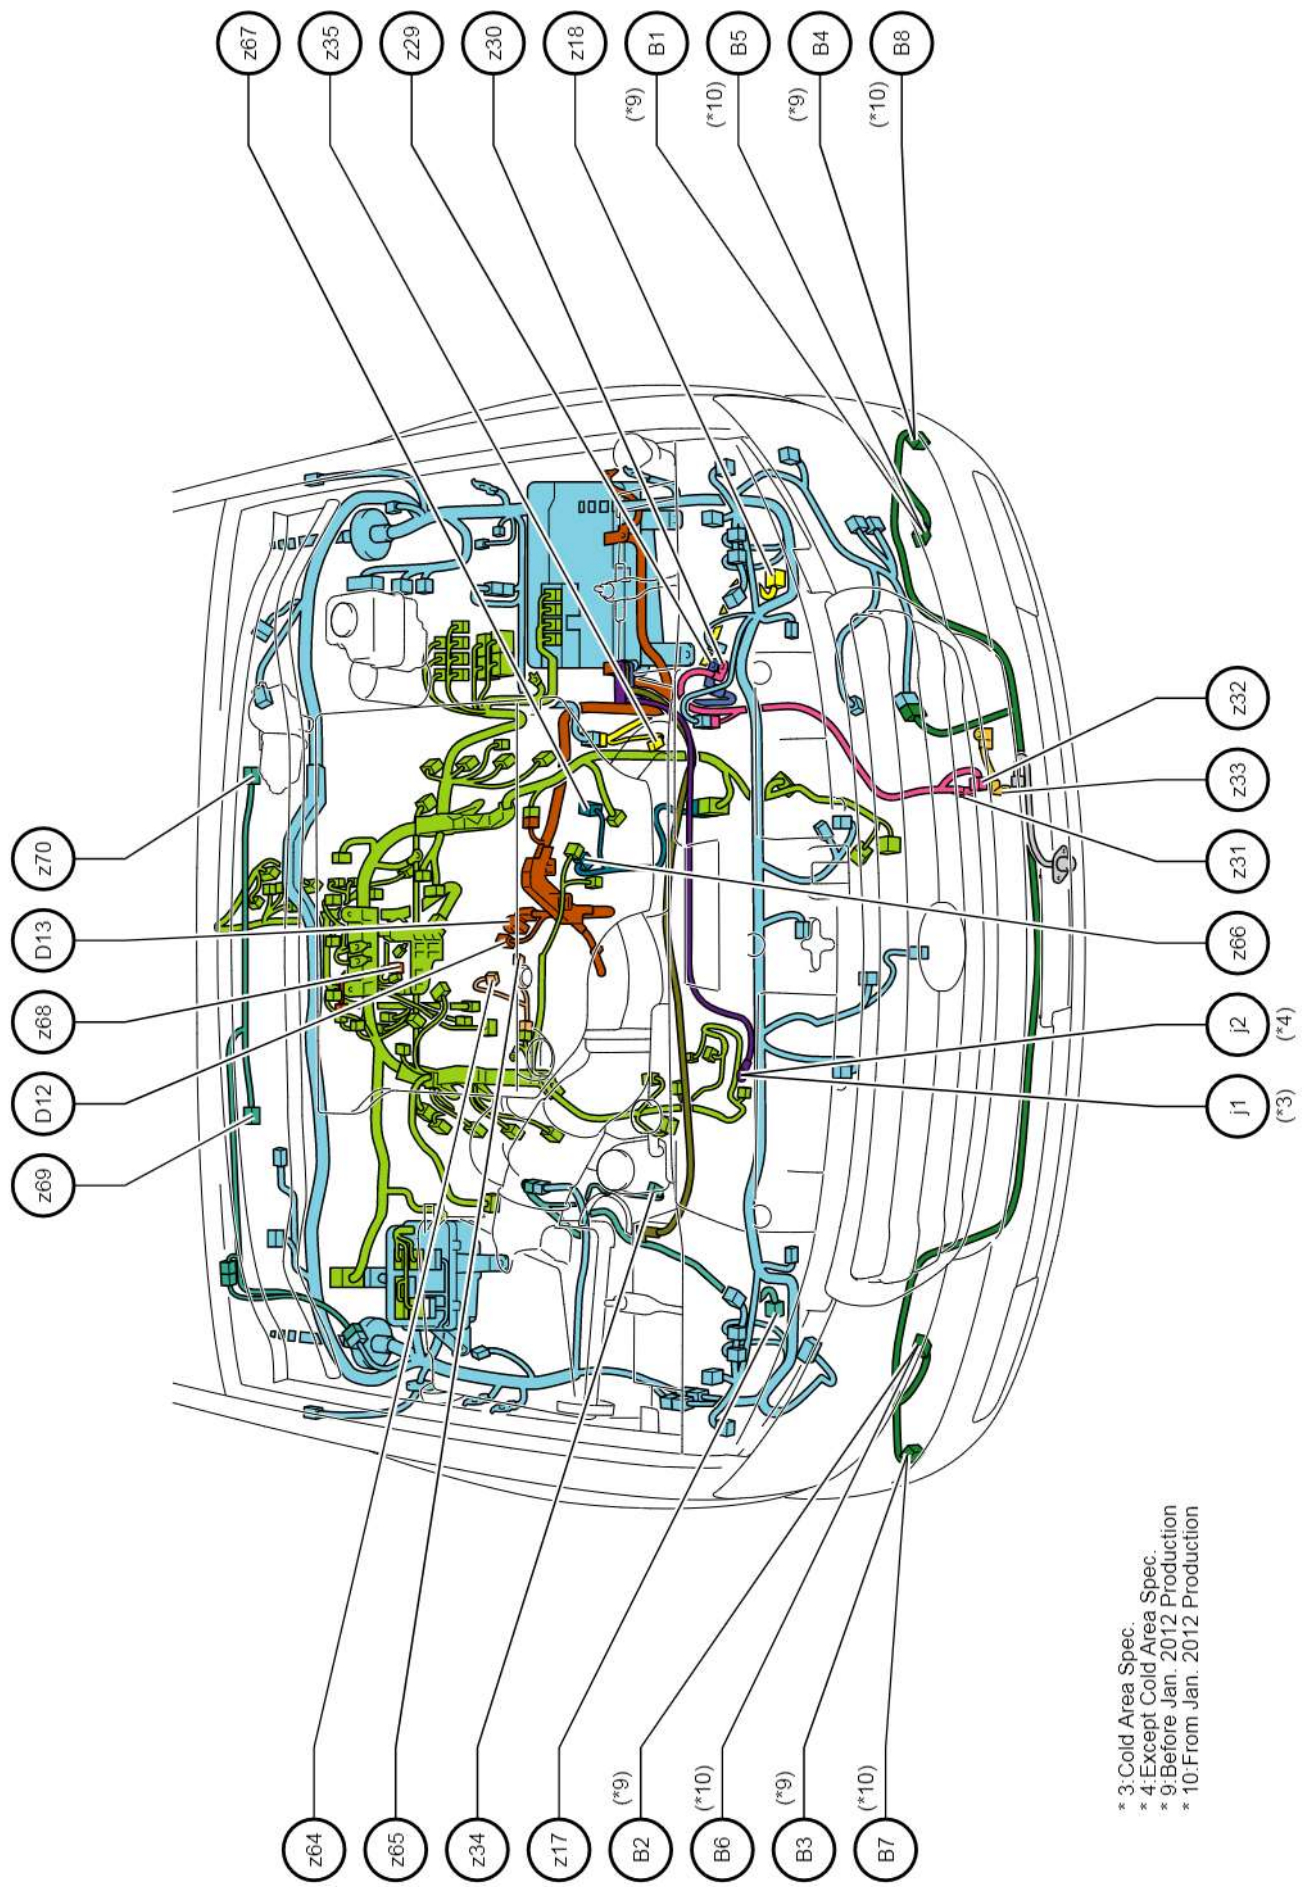 z67
z35
z29
z30
z18
B1
(*9)
B5
(*10)
B4
(*9)
B8
(*10)
z70
D13
z68
D12
z69
z32
z33
z31
z66
j2
(*4)
j1
(*3)
z64
z65
z34
z17
B2
(*9)
B6
(*10)
B3
(*9)
B7
(*10)
* 3:Cold Area Spec.
* 4:Except Cold Area Spec.
* 9:Before Jan. 2012 Production
* 10:From Jan. 2012 Production